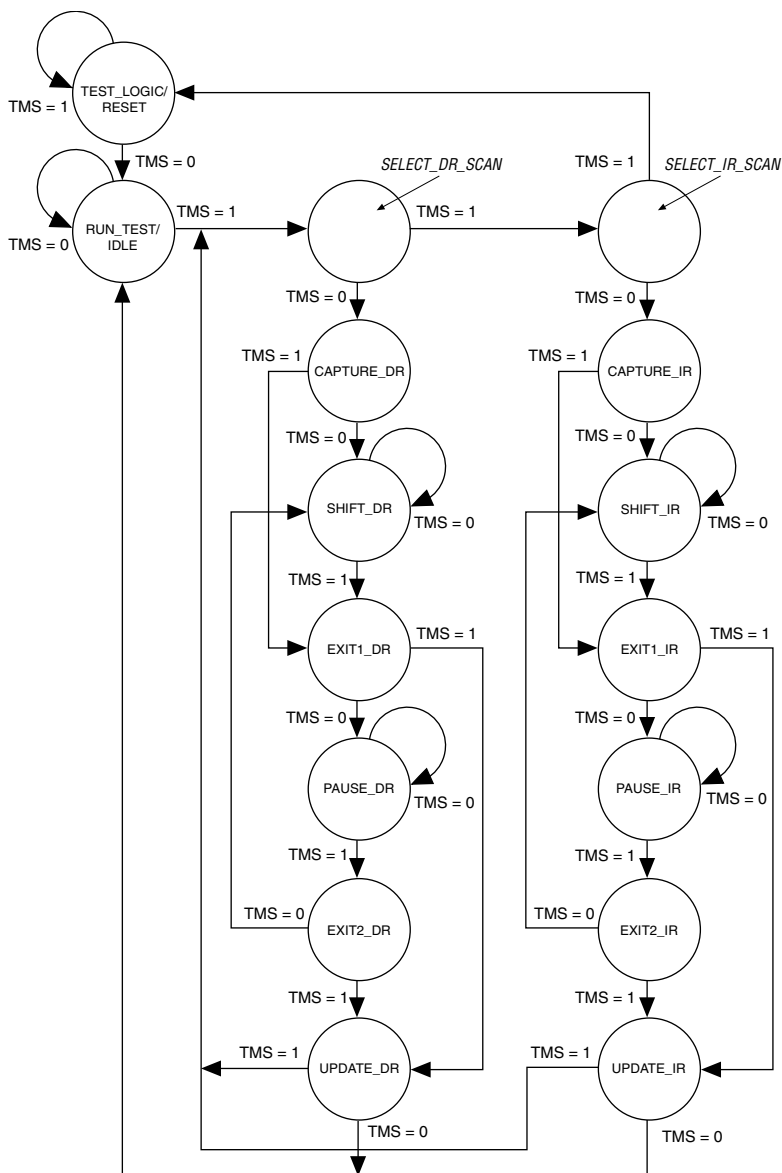 TEST_LOGIC/
RESET
TMS = 1
TMS = 0
SELECT_DR_SCAN
TMS = 1
SELECT_IR_SCAN
RUN_TEST/
IDLE
TMS = 0
TMS = 1
TMS = 1
TMS = 0
TMS = 0
TMS = 1
CAPTURE_DR
TMS = 1
CAPTURE_IR
TMS = 0
TMS = 0
SHIFT_DR
TMS = 0
SHIFT_IR
TMS = 0
TMS = 1
TMS = 1
EXIT1_DR
TMS = 1
EXIT1_IR
TMS = 1
TMS = 0
TMS = 0
PAUSE_DR
TMS = 0
PAUSE_IR
TMS = 0
TMS = 1
TMS = 1
TMS = 0
EXIT2_DR
TMS = 0
EXIT2_IR
TMS = 1
TMS = 1
TMS = 1
UPDATE_DR
TMS = 1
UPDATE_IR
TMS = 0
TMS = 0